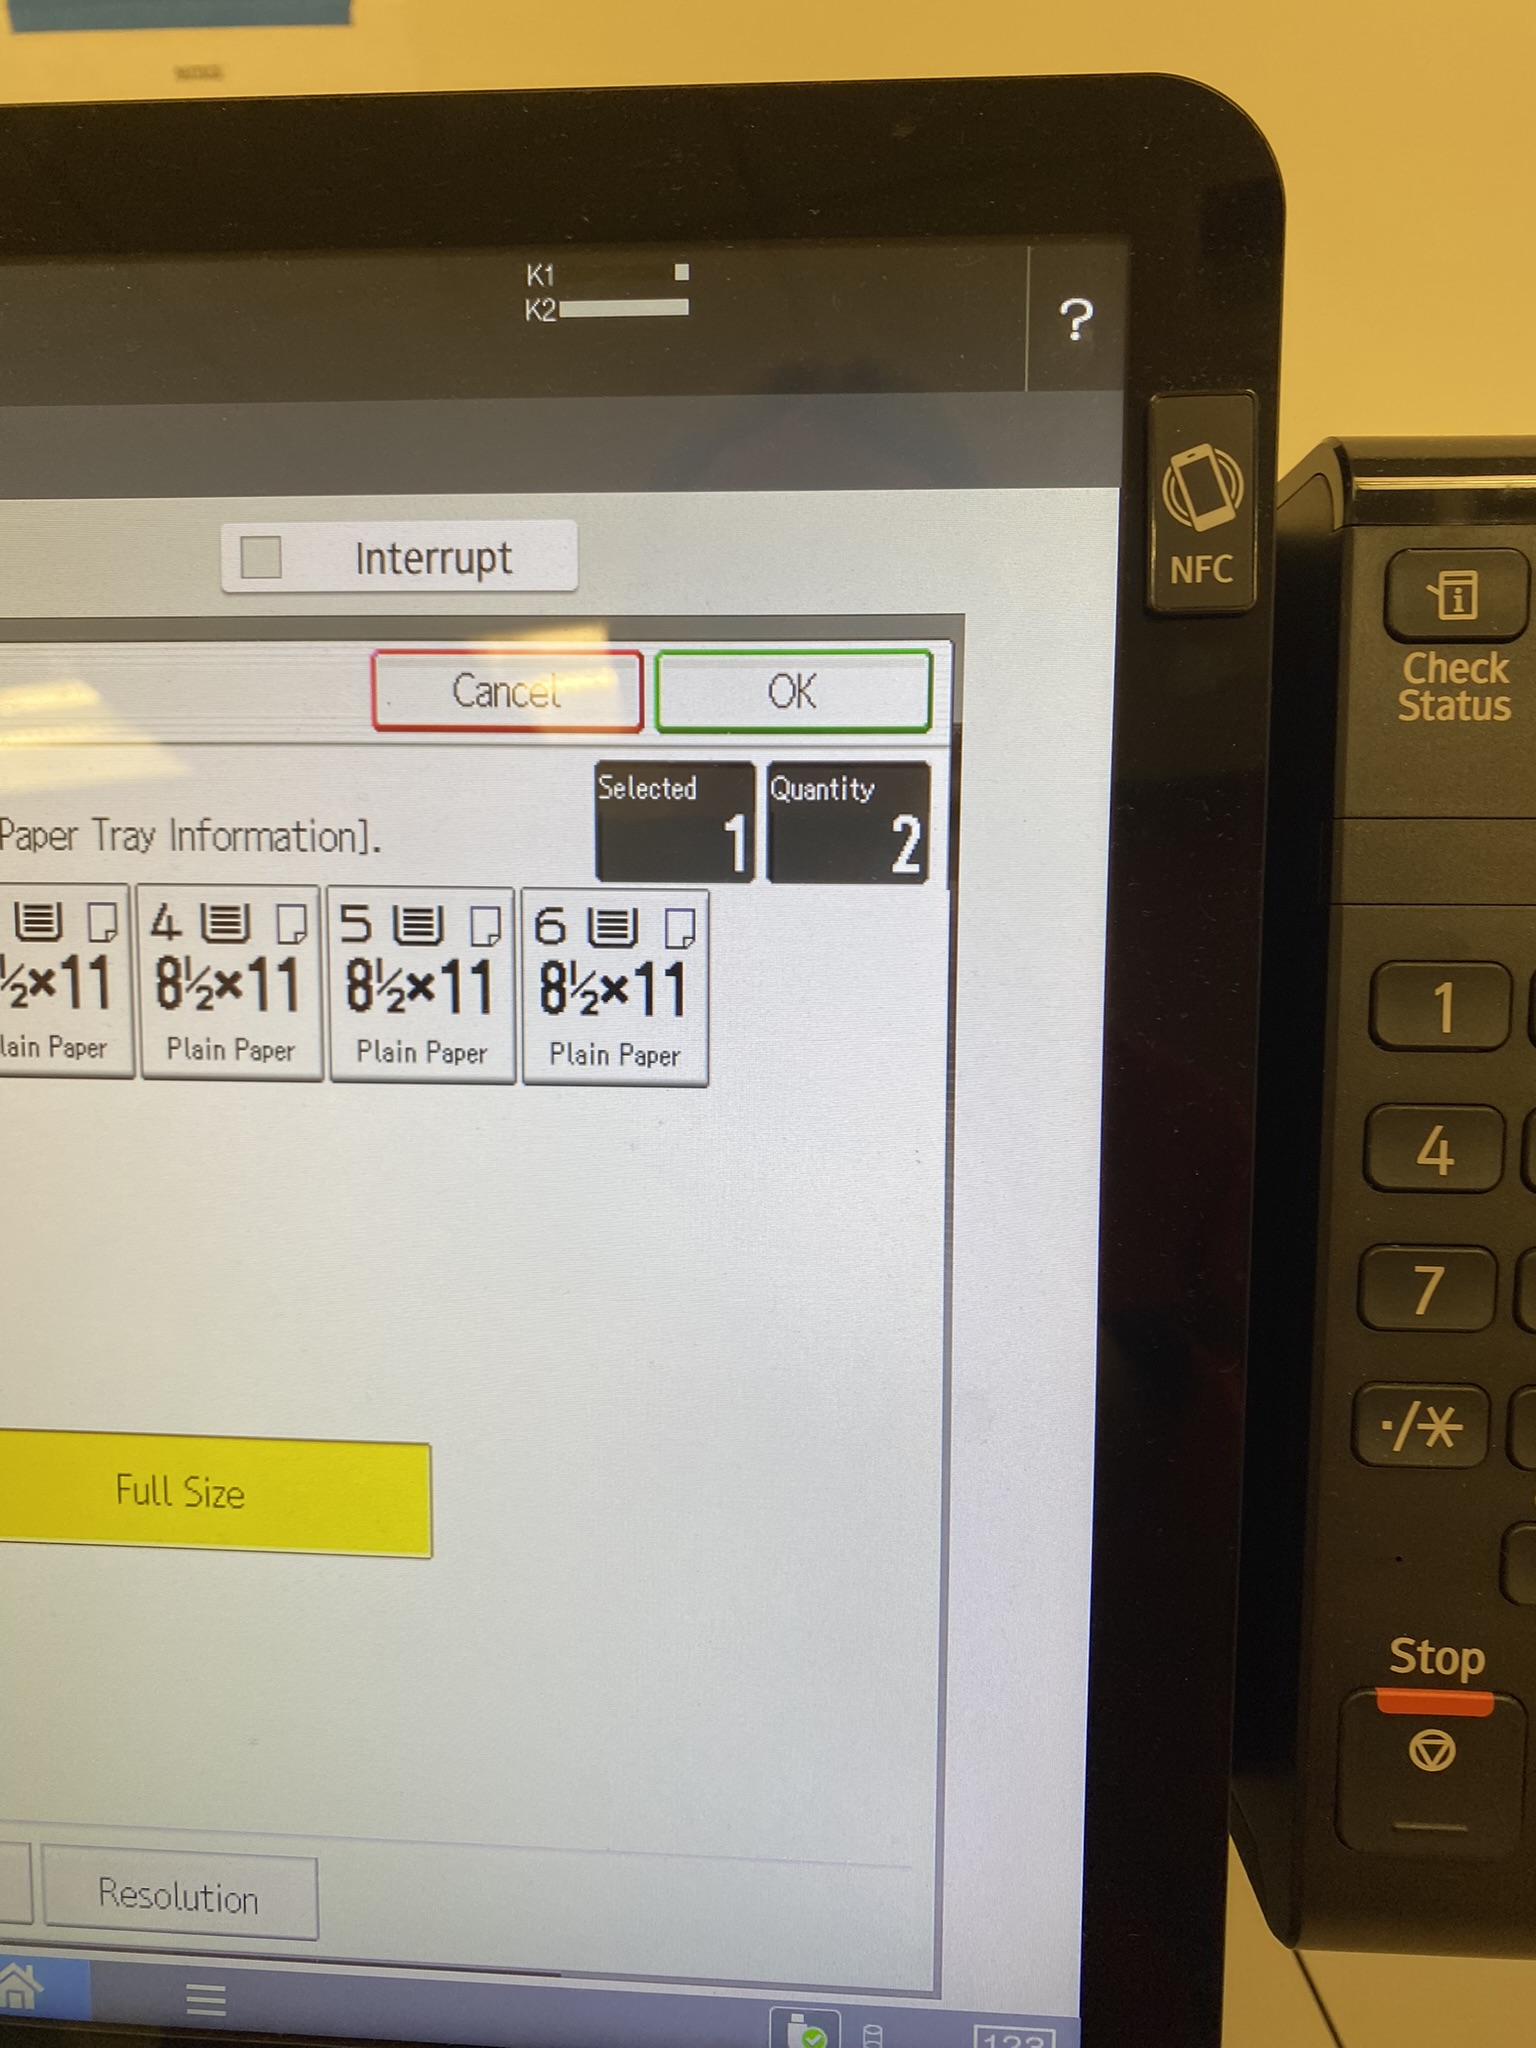 K1
K2
?
NFC
Interrupt
Check
Status
Cancel
OK
Selected
1
Quantity
2
Paper Tray Information].
4
5
6
½×11
8½×11
8½×11
8½×11
lain Paper
Plain Paper
Plain Paper
Plain Paper
1
4
7
./*
Full Size
Stop
Resolution
123